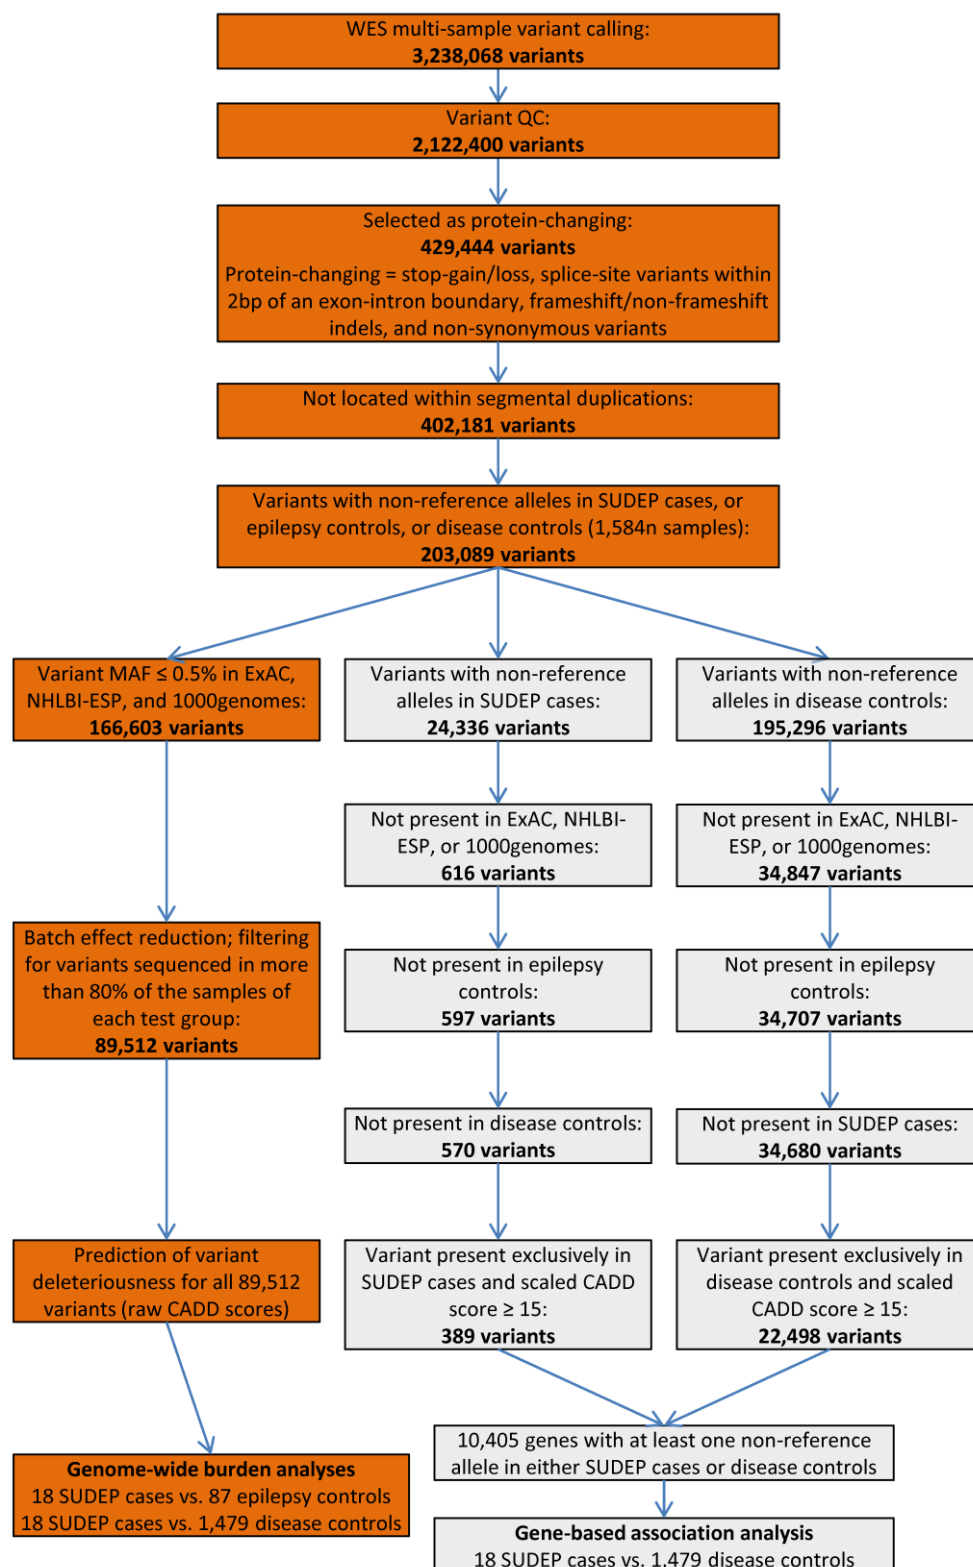 WES multi-sample variant calling:
3,238,068 variants
Variant QC:
2,122,400 variants
Selected as protein-changing:
429,444 variants
Protein-changing = stop-gain/loss, splice-site variants within
2bp of an exon-intron boundary, frameshift/non-frameshift
indels, and non-synonymous variants
Not located within segmental duplications:
402,181 variants
Variants with non-reference alleles in SUDEP cases, or
epilepsy controls, or disease controls (1,584n samples):
203,089 variants
Variant MAF ≤ 0.5% in ExAC,
NHLBI-ESP, and 1000genomes:
166,603 variants
Variants with non-reference
alleles in SUDEP cases:
24,336 variants
Variants with non-reference
alleles in disease controls:
195,296 variants
Not present in ExAC, NHLBI-
ESP, or 1000genomes:
616 variants
Not present in ExAC, NHLBI-
ESP, or 1000genomes:
34,847 variants
Batch effect reduction; filtering
for variants sequenced in more
than 80% of the samples of
each test group:
89,512 variants
Not present in epilepsy
controls:
597 variants
Not present in epilepsy
controls:
34,707 variants
Not present in disease controls:
570 variants
Not present in SUDEP cases:
34,680 variants
Prediction of variant
deleteriousness for all 89,512
variants (raw CADD scores)
Variant present exclusively in
SUDEP cases and scaled CADD
score ≥ 15:
389 variants
Variant present exclusively in
disease controls and scaled
CADD score ≥ 15:
22,498 variants
10,405 genes with at least one non-reference
allele in either SUDEP cases or disease controls
Genome-wide burden analyses
18 SUDEP cases vs. 87 epilepsy controls
18 SUDEP cases vs. 1,479 disease controls
Gene-based association analysis
18 SUDEP cases vs. 1,479 disease controls